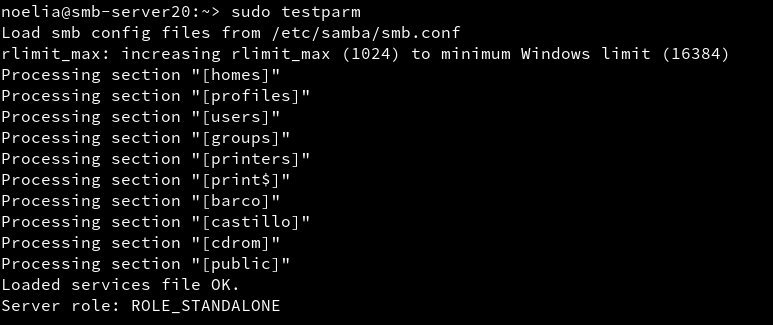 noelia@smb-server20:~> sudo testparm
Load smb config files from /etc/samba/smb.conf
rlimit_max: increasing rlimit_max (1024) to minimum Windows limit (16384)
Processing section "[homes]"
Processing section "[profiles]"
Processing section "[users]"
Processing section "[groups]"
Processing section "[printers]"
Processing section "[print$]"
Processing section "[barco]"
Processing section "[castillo]"
Processing section "[cdrom]"
Processing section "[public]"
Loaded services file OK.
Server role: ROLE_STANDALONE